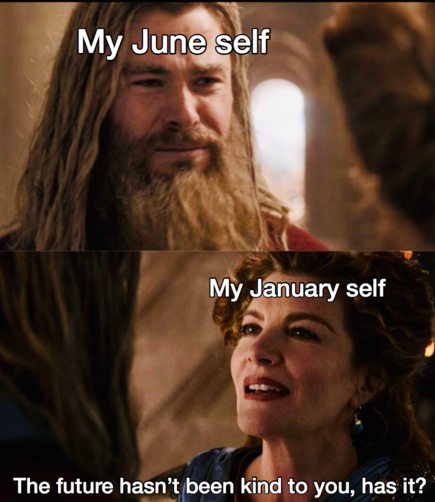 My June self
My January self
The future hasn't been kind to you, has it?